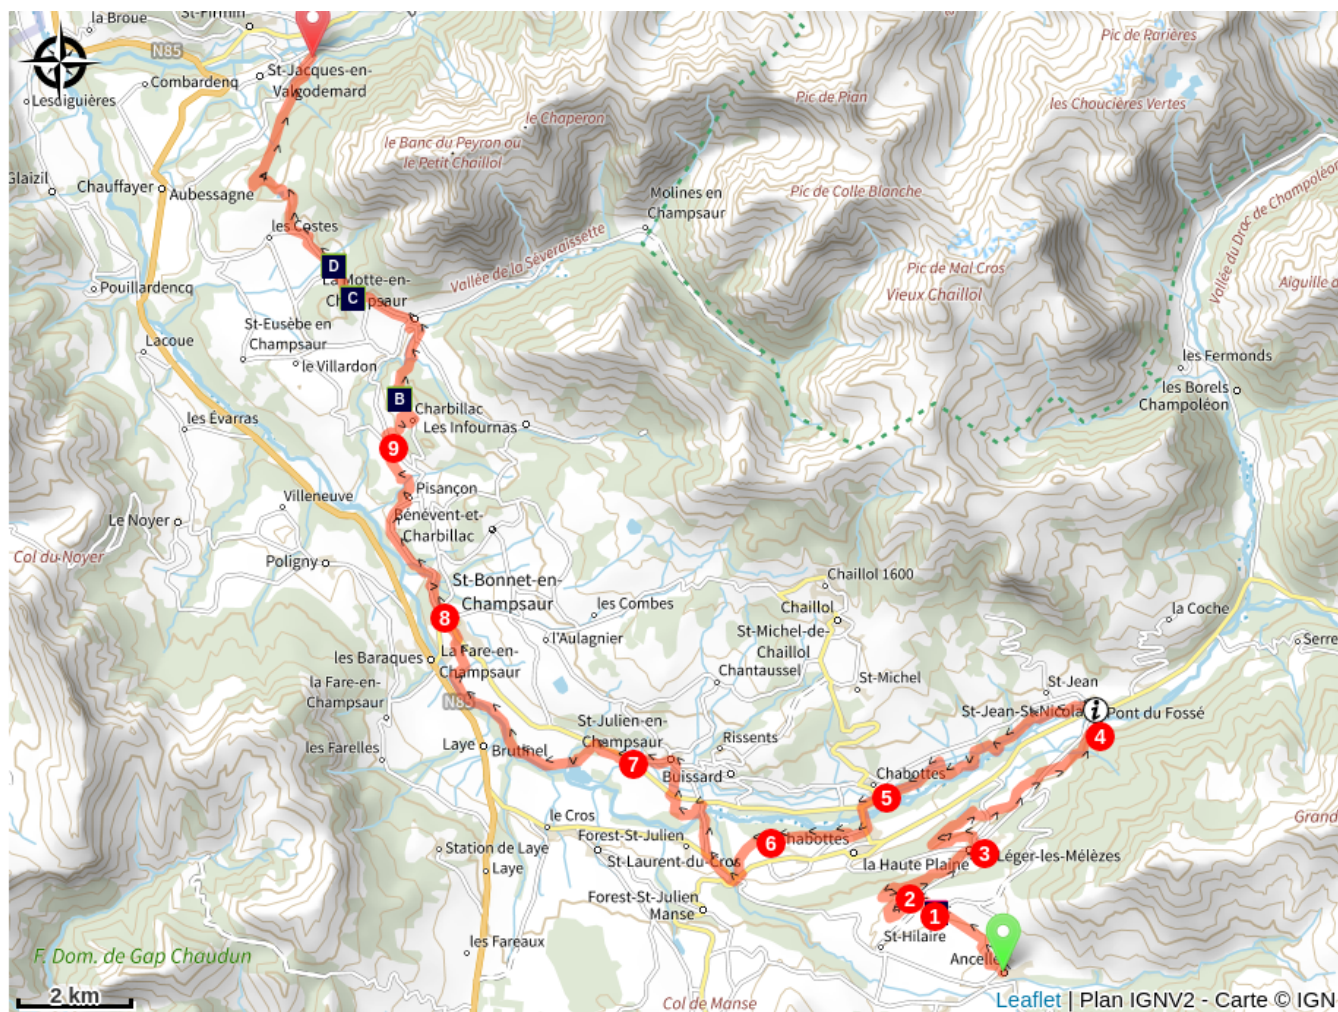 la Broue
St-Firmin
N85
Combardenq
St-Jacques-en-
Valgodemard
Lesdiguières
Pic de Parières
Pic de Pian
les Choucières Vertes
le Chaperon
le Banc du Peyron ou
le Petit Chaillol
Glaizil
Chauffayer
Aubessagne
Molines en
Champsaur
Pic de Colle Blanche
les Costes
Vallée de la Séveraissette
Vallée du Drac de Champoléon
D
La Motte-en-
Champsaur
C
Pouillardencq
Pic de Mal Cros
Vieux Chaillol
Aiguille d
St-Eusèbe en
Champsaur
Lacoue
le Villardon
les Fermonds
les Borels
Champoléon
B
Charbillac
Les Infournas
les Évarras
9
Pisançon
Villeneuve
Bénévent-et-
Charbillac
Le Noyer
Col du Noyer
Poligny
St-Bonnet-en-
Champsaur
Chaillol 1600
les Combes
Chaillol
la Coche
8
l'Aulagnier
St-Michel-de-
Chaillol
Serre
La Fare-en-
Champsaur
les Baraques
Chantaussel
St-Michel
la Fare-en-
Champsaur
St-Jean
N85
St-Jean-St-Nicola
i
Pont du Fossé
4
St-Julien-en-
Champsaur
les Farelles
Laye
Brutinel
Rissents
7
Buissard
Chabottes
5
le Cros
6
Chabottes
Forest-St-Julien
Station de Laye
St-Laurent-du-Cros
la Haute Plaine
3
Léger-les-Mélèzes
Grand
Laye
Forest-St-Julien
Manse
2
1
St-Hilaire
les Fareaux
Ancelle
F. Dom. de Gap Chaudun
2 km
Col de Manse
Leaflet | Plan IGNV2 - Carte © IGN